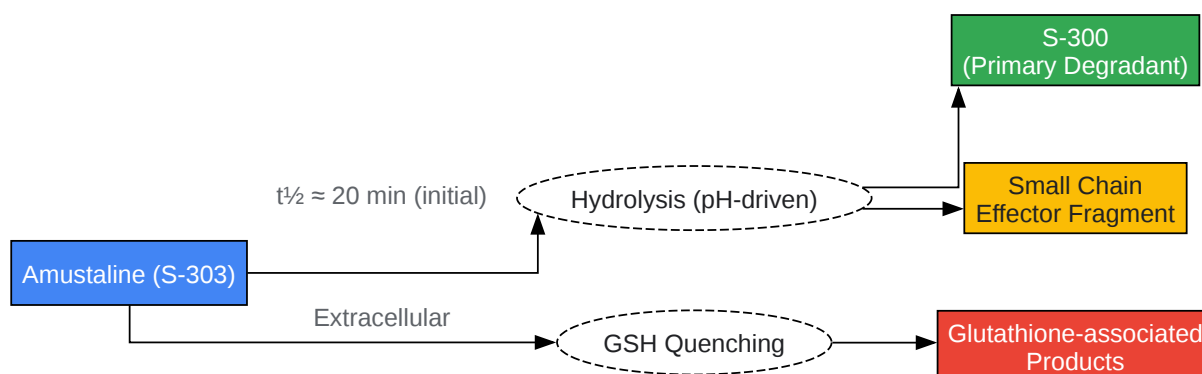 S-300
(Primary Degradant)
t½ ≈ 20 min (initial)
Hydrolysis (pH-driven)
Small Chain
Effector Fragment
Amustaline (S-303)
Extracellular
GSH Quenching
Glutathione-associated
Products